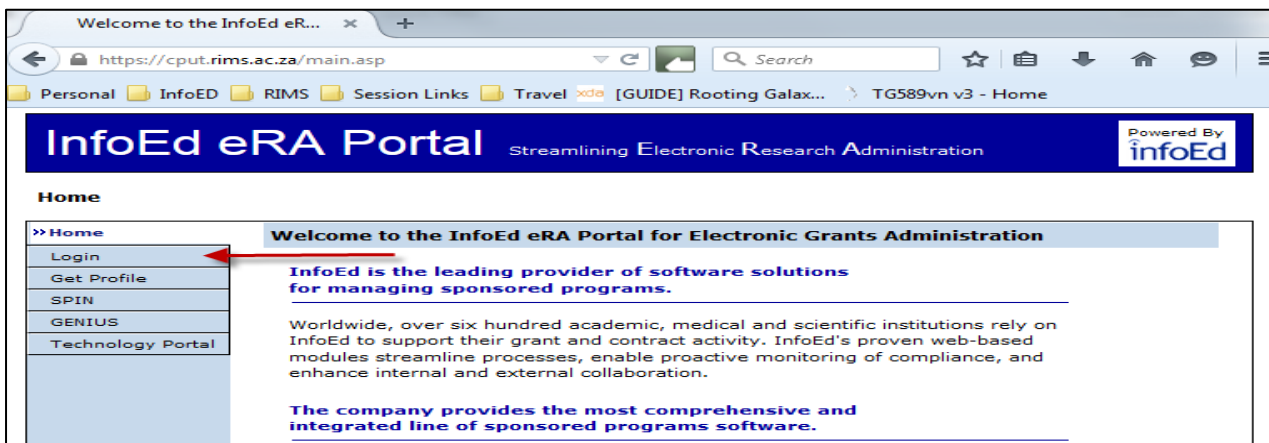 Welcome to the InfoEd eR...
https://cput.rims.ac.za/main.asp
Search
Personal InfoED RIMS Session Links Travel xda [GUIDE] Rooting Galax... TG589vn v3 - Home
InfoEd eRA Portal Streamlining Electronic Research Administration
Powered By
infoEd
Home
»Home
Login
Get Profile
SPIN
GENIUS
Technology Portal
Welcome to the InfoEd eRA Portal for Electronic Grants Administration
InfoEd is the leading provider of software solutions
for managing sponsored programs.
Worldwide, over six hundred academic, medical and scientific institutions rely on
InfoEd to support their grant and contract activity. InfoEd's proven web-based
modules streamline processes, enable proactive monitoring of compliance, and
enhance internal and external collaboration.
The company provides the most comprehensive and
integrated line of sponsored programs software.